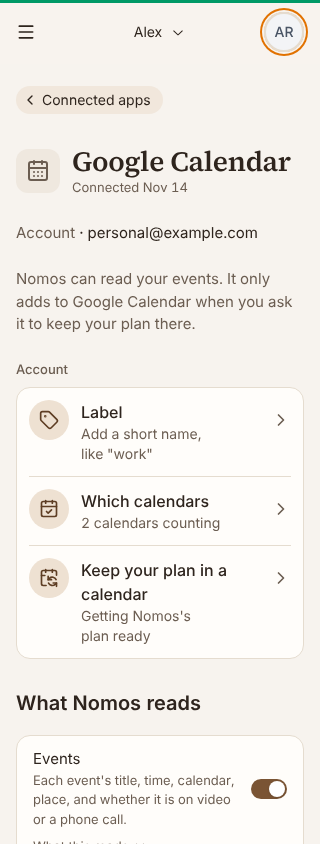 Alex
AR
Connected apps
Google Calendar
Connected Nov 14
Account · personal@example.com
Nomos can read your events. It only
adds to Google Calendar when you ask
it to keep your plan there.
Account
Label
Add a short name,
like "work"
Which calendars
2 calendars counting
Keep your plan in a
calendar
Getting Nomos's
plan ready
What Nomos reads
Events
Each event's title, time, calendar,
place, and whether it is on video
or a phone call.